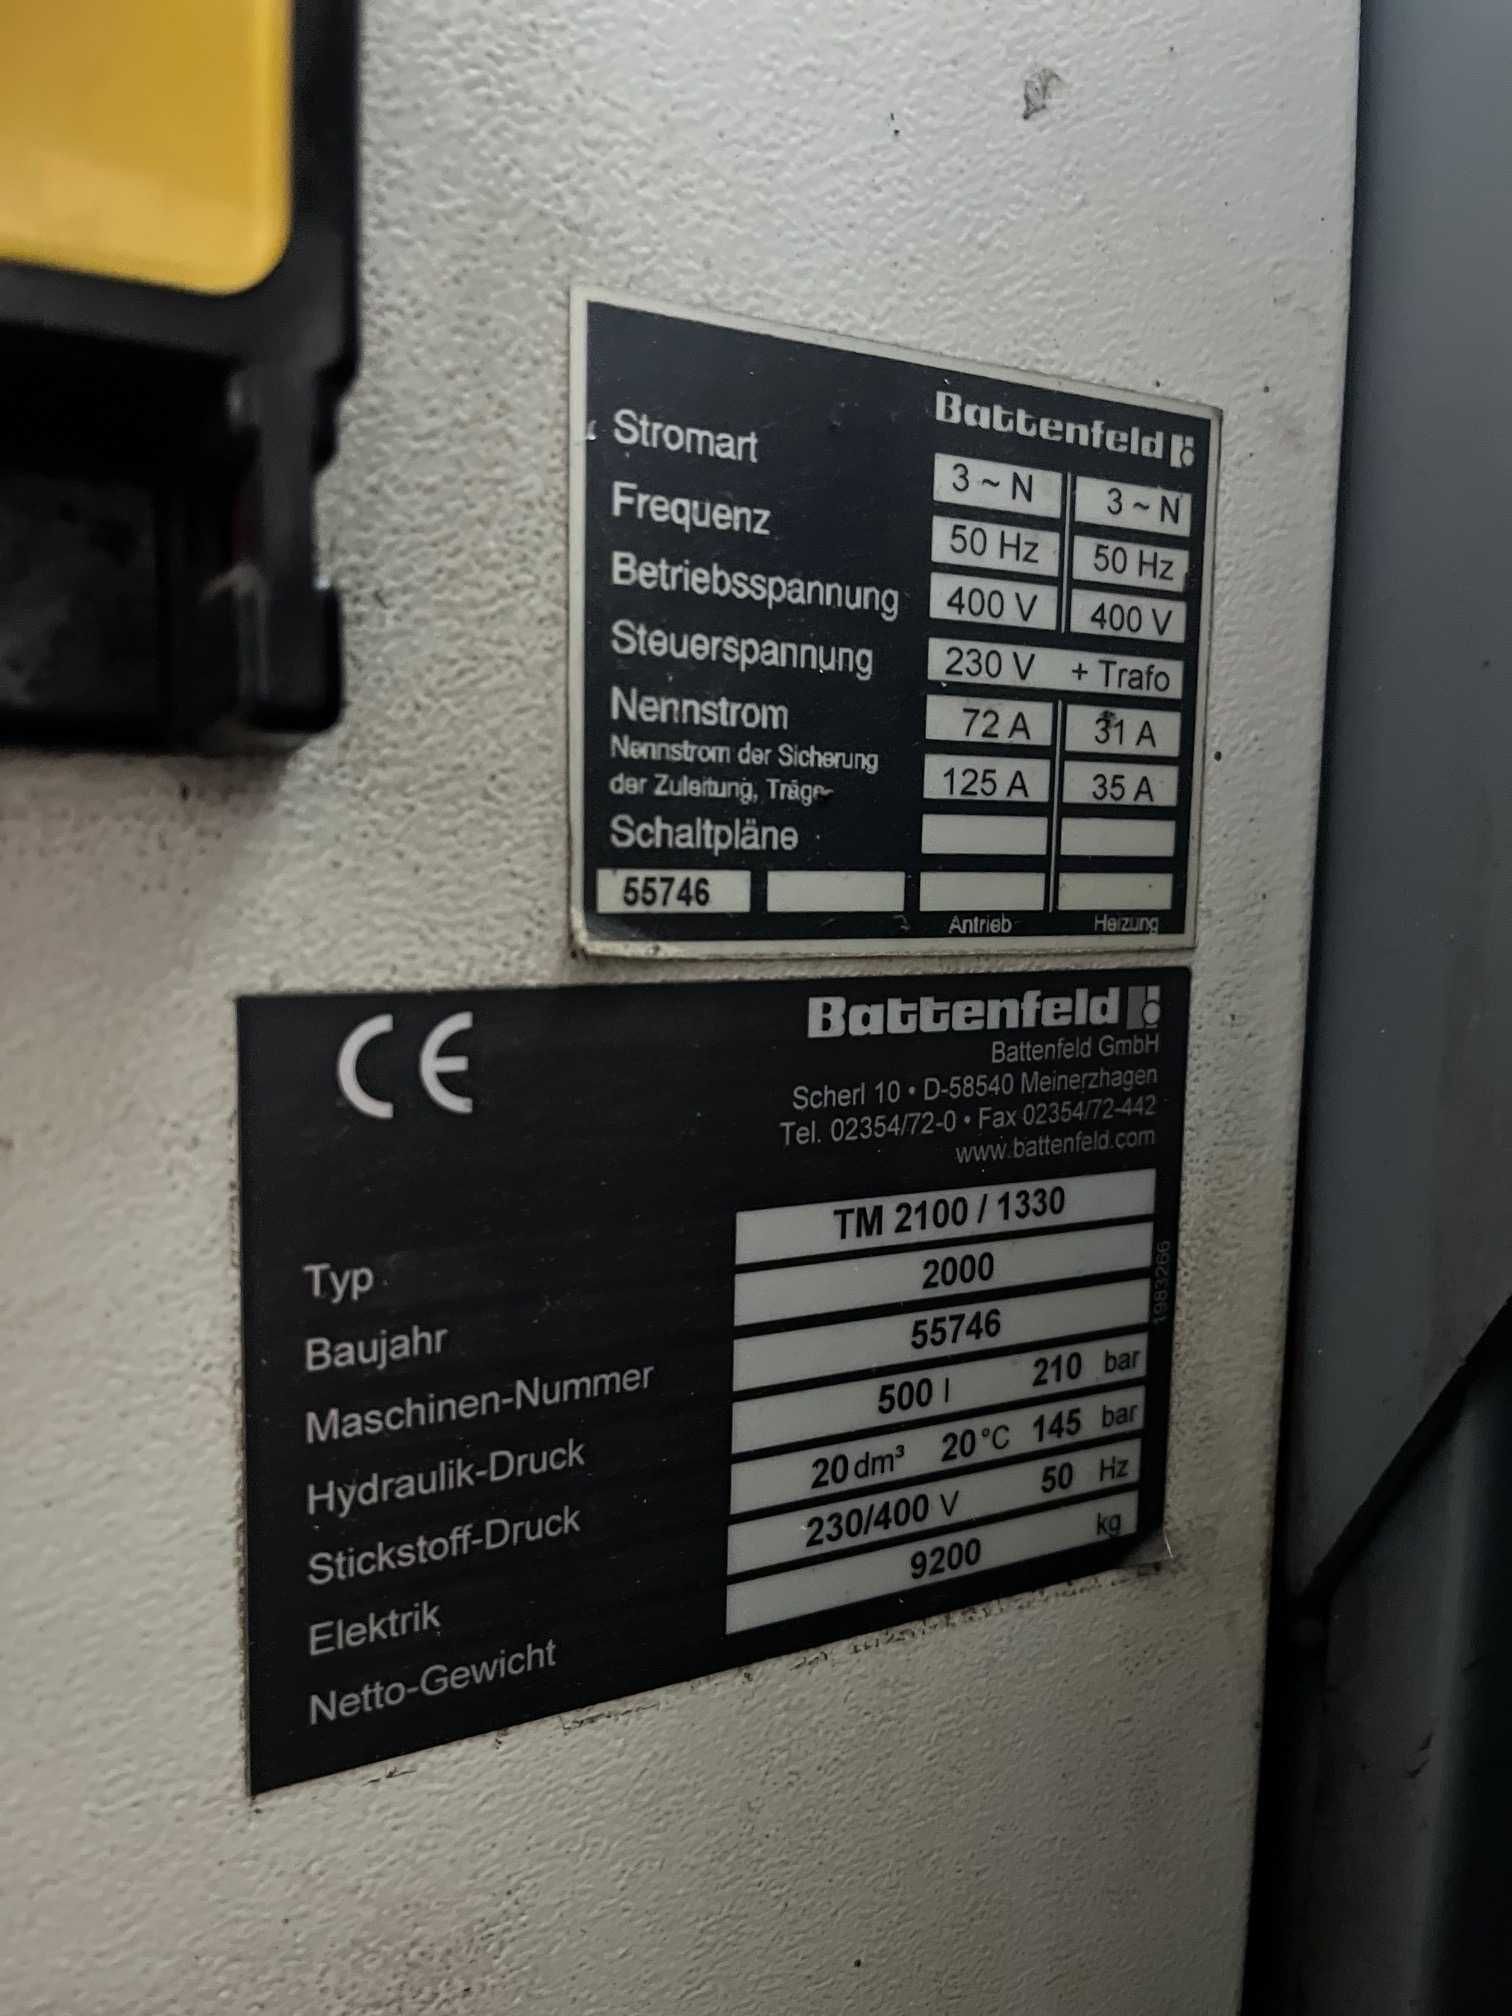 Battenfeld
Stromart 3 ~ N 3 ~ N
Frequenz 50 Hz 50 Hz
Betriebsspannung 400 V 400 V
Steuerspannung 230 V + Trafo
Nennstrom 72 A 31 A
Nennstrom der Sicherung
der Zuleitung, Träge 125 A 35 A
Schaltpläne
55746
Antrieb Heizung
CE
Battenfeld
Battenfeld GmbH
Scherl 10 • D-58540 Meinerzhagen
Tel. 02354/72-0 • Fax 02354/72-442
www.battenfeld.com
Typ TM 2100 / 1330
Baujahr 2000
Maschinen-Nummer 55746
Hydraulik-Druck 500 l 210 bar
Stickstoff-Druck 20 dm³ 20 °C 145 bar
Elektrik 230/400 V 50 Hz
Netto-Gewicht 9200 kg
1983266